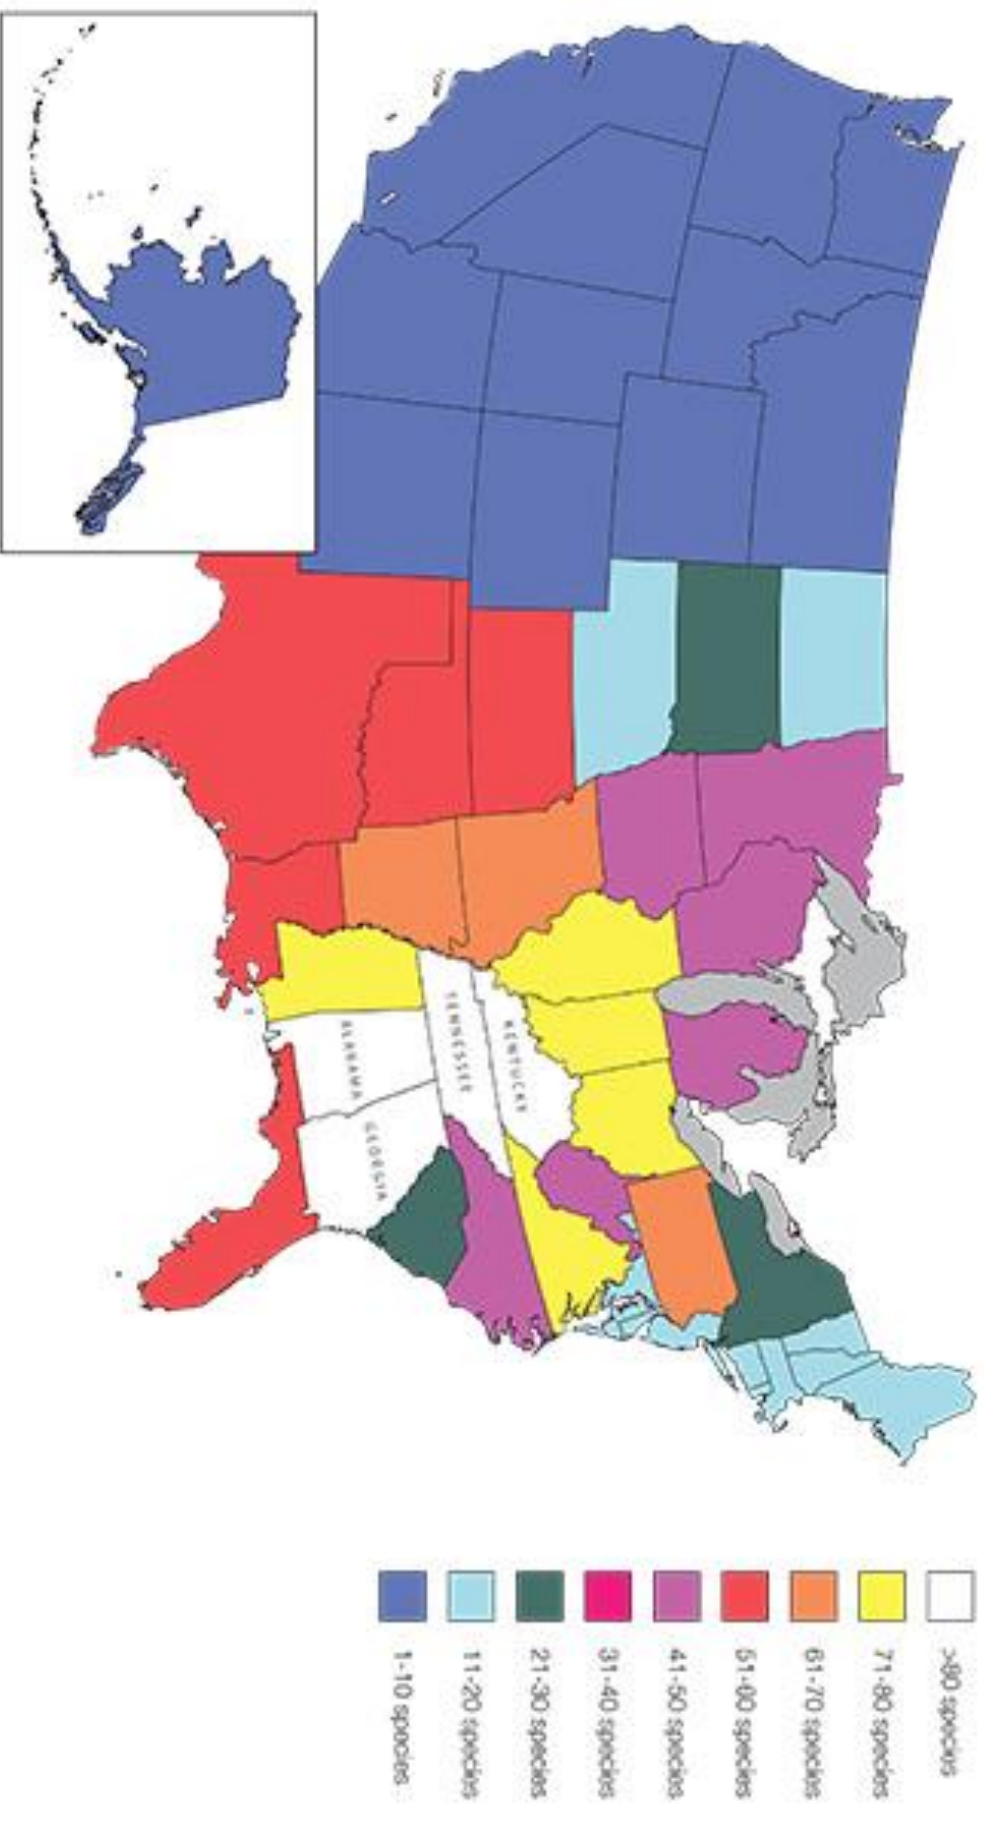 TENNESSEE
KENTUCKY
ALABAMA
GEORGIA
>80 species
71-80 species
61-70 species
51-60 species
41-50 species
31-40 species
21-30 species
11-20 species
1-10 species